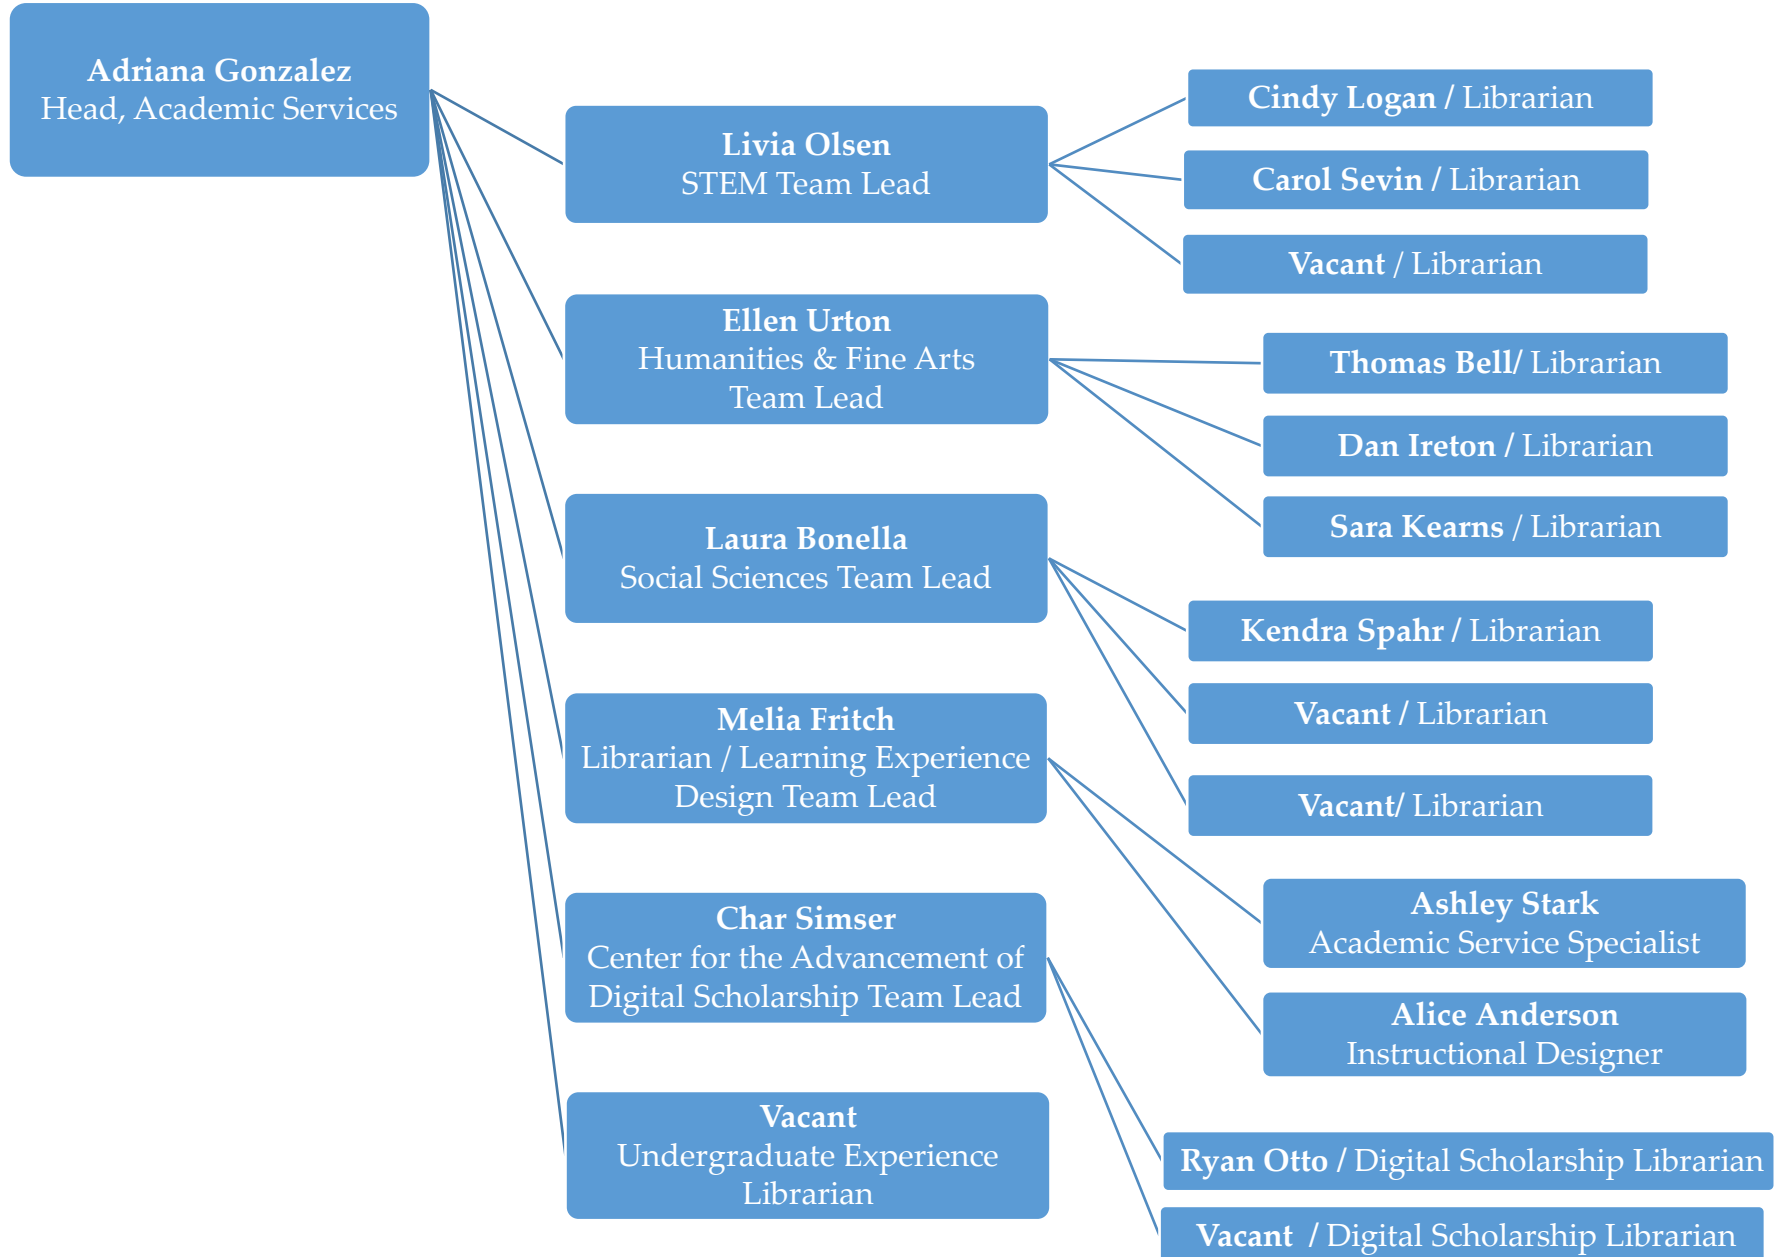 Adriana Gonzalez
Head, Academic Services
Livia Olsen
STEM Team Lead
Cindy Logan / Librarian
Carol Sevin / Librarian
Vacant / Librarian
Ellen Urton
Humanities & Fine Arts
Team Lead
Thomas Bell/ Librarian
Dan Ireton / Librarian
Sara Kearns / Librarian
Laura Bonella
Social Sciences Team Lead
Kendra Spahr / Librarian
Vacant / Librarian
Vacant/ Librarian
Melia Fritch
Librarian / Learning Experience
Design Team Lead
Ashley Stark
Academic Service Specialist
Alice Anderson
Instructional Designer
Char Simser
Center for the Advancement of
Digital Scholarship Team Lead
Ryan Otto / Digital Scholarship Librarian
Vacant  / Digital Scholarship Librarian
Vacant
Undergraduate Experience
Librarian